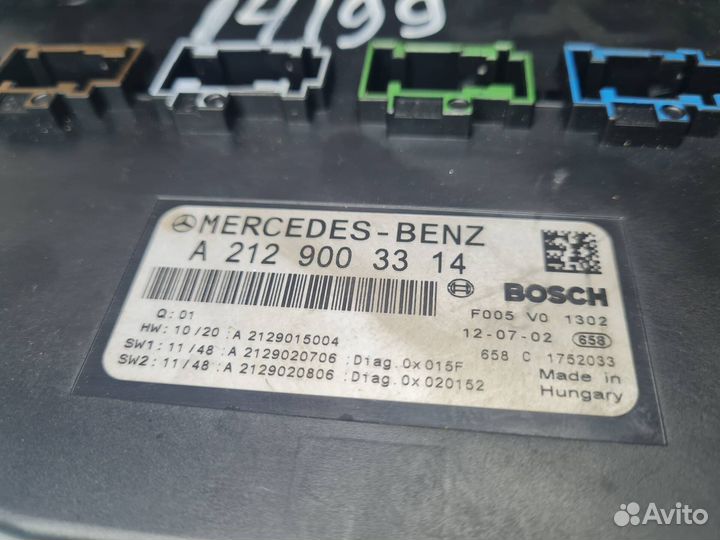 14199
MERCEDES-BENZ
A 212 900 33 14
BOSCH
Q: 01
F005 V0 1302
HW: 10/20 : A 2129015004
12-07-02 658
SW1: 11/48 : A 2129020706 :Diag.0x015F
658 C 1752033
SW2: 11/48 : A 2129020806 :Diag.0x020152
Made in
Hungary
Avito